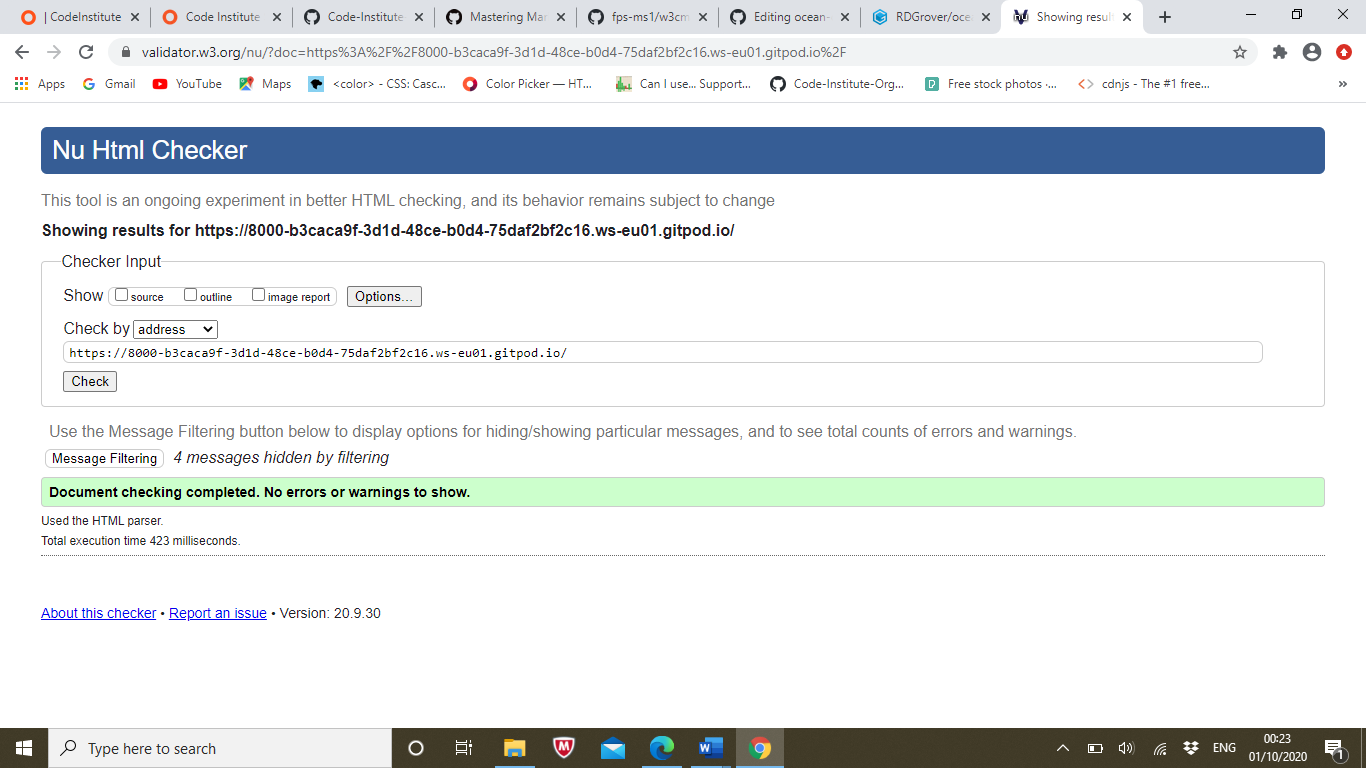 | CodeInstitute
Code Institute
Code-Institute
Mastering Mar
fps-ms1/w3cm
Editing ocean-
RDGrover/oce
Showing result
validator.w3.org/nu/?doc=https%3A%2F%2F8000-b3caca9f-3d1d-48ce-b0d4-75daf2bf2c16.ws-eu01.gitpod.io%2F
Apps
Gmail
YouTube
Maps
<color> - CSS: Casc...
Color Picker — HT...
Can I use... Support...
Code-Institute-Org...
Free stock photos ·...
cdnjs - The #1 free...
»
Nu Html Checker
This tool is an ongoing experiment in better HTML checking, and its behavior remains subject to change
Showing results for https://8000-b3caca9f-3d1d-48ce-b0d4-75daf2bf2c16.ws-eu01.gitpod.io/
Checker Input
Show source outline image report Options...
Check by address
https://8000-b3caca9f-3d1d-48ce-b0d4-75daf2bf2c16.ws-eu01.gitpod.io/
Check
Use the Message Filtering button below to display options for hiding/showing particular messages, and to see total counts of errors and warnings.
Message Filtering 4 messages hidden by filtering
Document checking completed. No errors or warnings to show.
Used the HTML parser.
Total execution time 423 milliseconds.
About this checker • Report an issue • Version: 20.9.30
Type here to search
ENG
00:23
01/10/2020
1